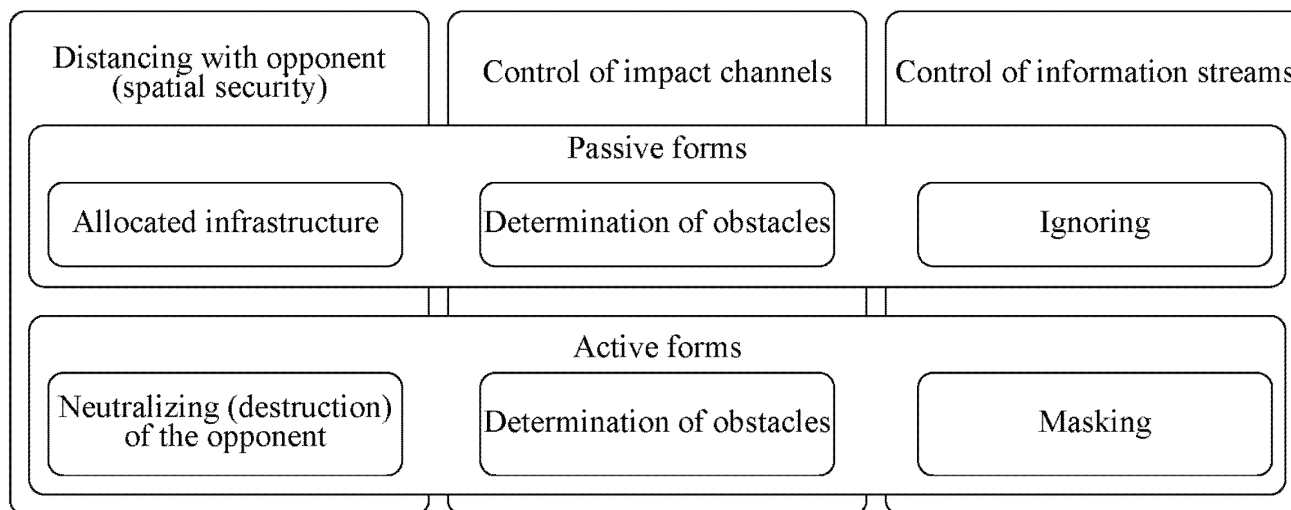 Distancing with opponent
(spatial security)
Control of impact channels
Control of information streams
Passive forms
Allocated infrastructure
Determination of obstacles
Ignoring
Active forms
Neutralizing (destruction)
of the opponent
Determination of obstacles
Masking